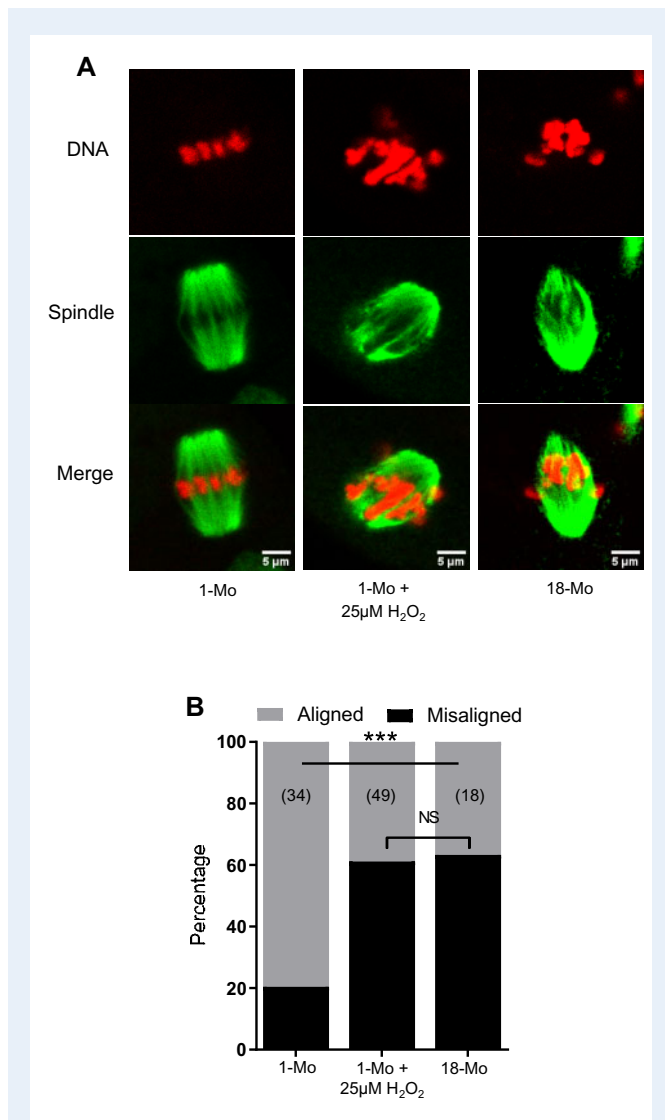 A
DNA
Spindle
Merge
5 µm
5 µm
5 µm
1-Mo
1-Mo +
25µM H₂O₂
18-Mo
B
Aligned
Misaligned
Percentage
100
80
60
40
20
0
***
(34)
(49)
(18)
NS
1-Mo
1-Mo +
25µM H₂O₂
18-Mo